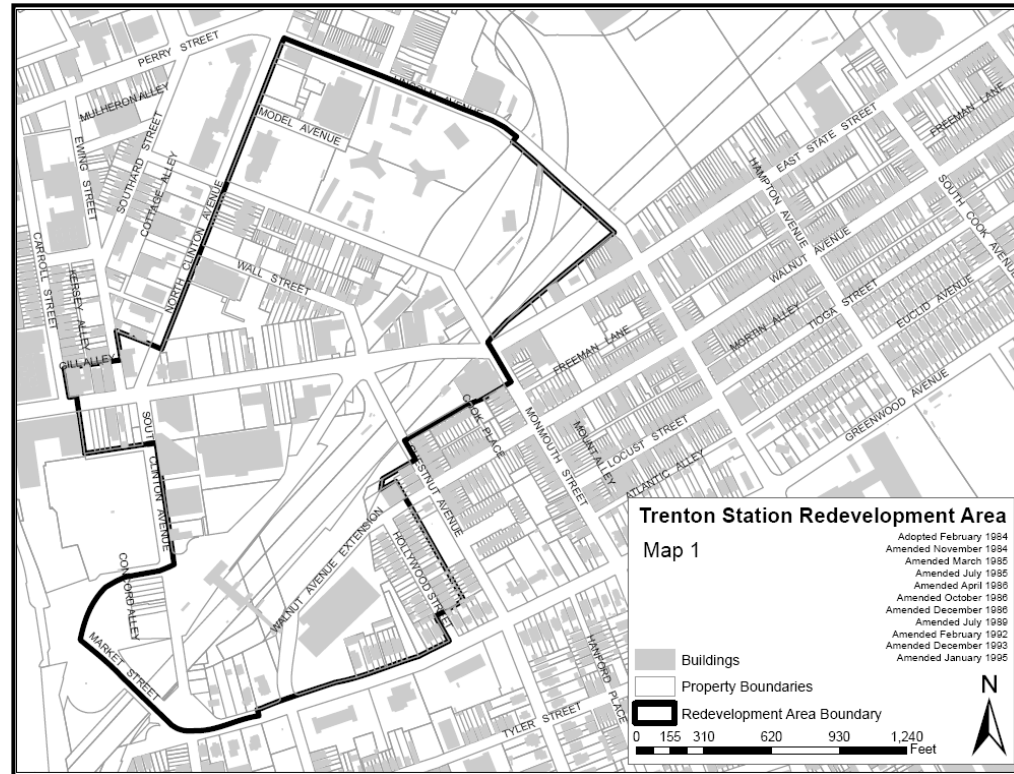 PERRY STREET
MULHERON ALLEY
EWING STREET
SOUTHARD STREET
COTTAGE ALLEY
NORTH CLINTON AVENUE
MODEL AVENUE
LINCOLN AVENUE
CARROLL STREET
KERSEY ALLEY
GILL ALLEY
WALL STREET
EAST STATE STREET
HAMPTON AVENUE
FREEMAN LANE
SOUTH COOK AVENUE
WALNUT AVENUE
TIOGA STREET
MORTIN ALLEY
EUCLID AVENUE
GREENWOOD AVENUE
FREEMAN LANE
COOK PLACE
MONMOUTH STREET
MOUNT ALLEY
LOCUST STREET
ATLANTIC ALLEY
SOUT CLINTON AVENUE
ESTNUT AVENUE
WALNUT AVENUE EXTENSION
HOLLYWOOD STREET
CONCORD ALLEY
MARKET STREET
TYLER STREET
HANFORD PLACE
Trenton Station Redevelopment Area
Map 1
Adopted February 1984
Amended November 1984
Amended March 1985
Amended July 1985
Amended April 1986
Amended October 1986
Amended December 1986
Amended July 1989
Amended February 1992
Amended December 1993
Amended January 1995
Buildings
Property Boundaries
Redevelopment Area Boundary
N
0 155 310 620 930 1,240
Feet